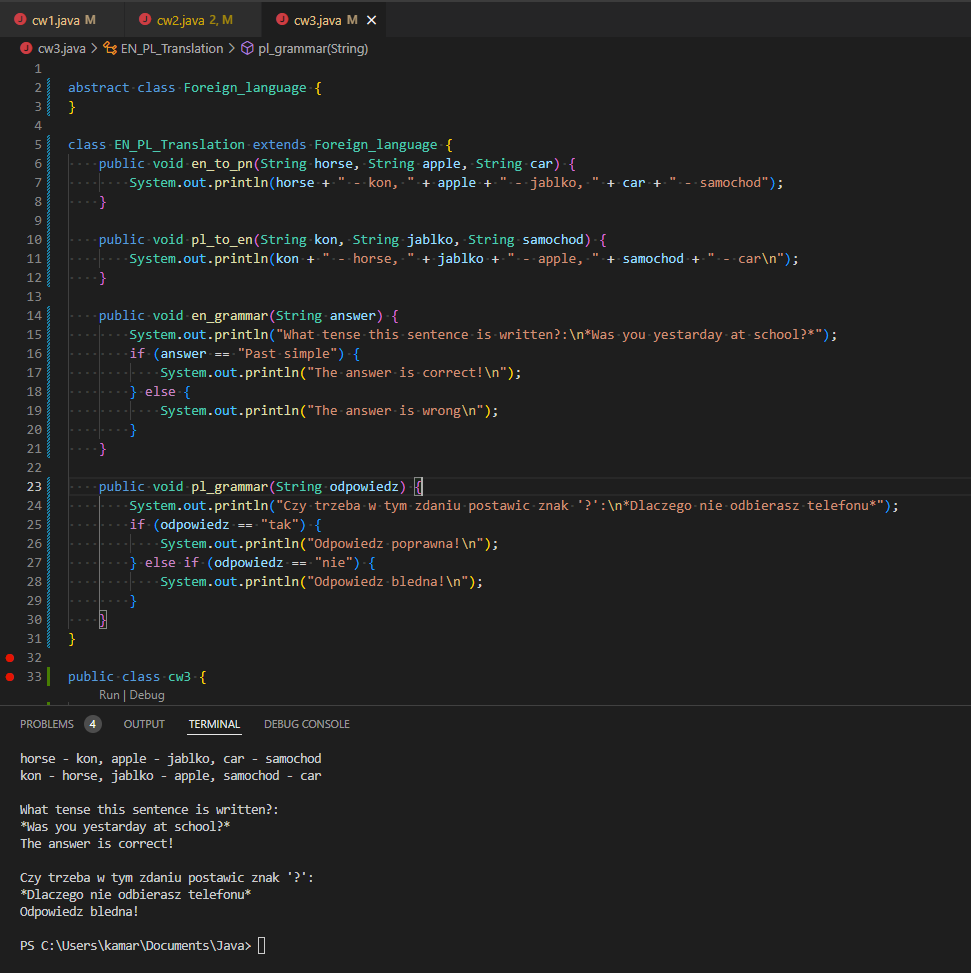 cw1.java M cw2.java 2, M cw3.java M
cw3.java > EN_PL_Translation > pl_grammar(String)
1
2 abstract class Foreign_language {
3 }
4
5 class EN_PL_Translation extends Foreign_language {
6 public void en_to_pn(String horse, String apple, String car) {
7 System.out.println(horse + " - kon, " + apple + " - jablko, " + car + " - samochod");
8 }
9
10 public void pl_to_en(String kon, String jablko, String samochod) {
11 System.out.println(kon + " - horse, " + jablko + " - apple, " + samochod + " - car\n");
12 }
13
14 public void en_grammar(String answer) {
15 System.out.println("What tense this sentence is written?:\n*Was you yestarday at school?*");
16 if (answer == "Past simple") {
17 System.out.println("The answer is correct!\n");
18 } else {
19 System.out.println("The answer is wrong\n");
20 }
21 }
22
23 public void pl_grammar(String odpowiedz) {
24 System.out.println("Czy trzeba w tym zdaniu postawic znak '?':\n*Dlaczego nie odbierasz telefonu*");
25 if (odpowiedz == "tak") {
26 System.out.println("Odpowiedz poprawna!\n");
27 } else if (odpowiedz == "nie") {
28 System.out.println("Odpowiedz bledna!\n");
29 }
30 }
31 }
32
33 public class cw3 {
Run | Debug
PROBLEMS 4 OUTPUT TERMINAL DEBUG CONSOLE
horse - kon, apple - jablko, car - samochod
kon - horse, jablko - apple, samochod - car
What tense this sentence is written?:
*Was you yestarday at school?*
The answer is correct!
Czy trzeba w tym zdaniu postawic znak '?':
*Dlaczego nie odbierasz telefonu*
Odpowiedz bledna!
PS C:\Users\kamar\Documents\Java>